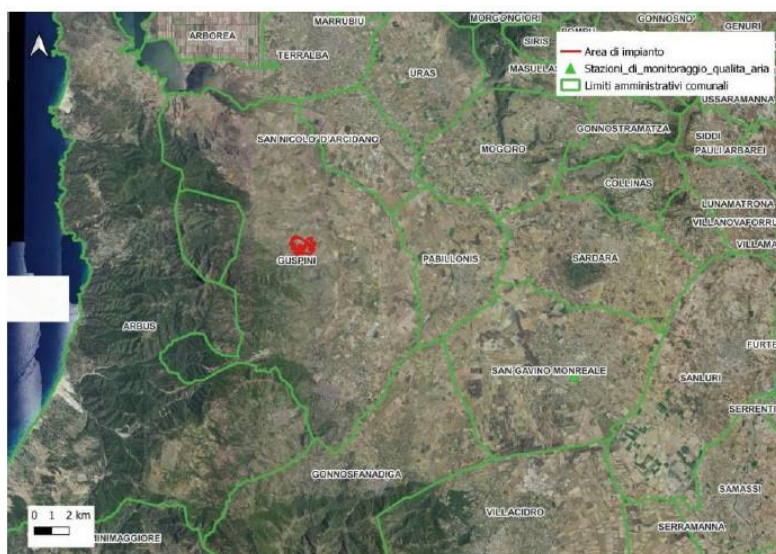 MARRUBIU
MORGONGIORI
GONNOSNO'
GENURI
ARBOREA
SIRIS
TERRALBA
URAS
MASULLAS
Area di impianto
Stazioni_di_monitoraggio_qualita_aria
Limiti amministrativi comunali
USSARAMANNA
GONNOSTRAMATZA
SIDDI
SAN NICOLO' D'ARCIDANO
MOGORO
PAULI ARBAREI
COLLINAS
LUNAMATRONA
VILLANOVAFORRU
VILLAMA
GUSPINI
PABILLONIS
SARDARA
ARBUS
FURTE
SAN GAVINO MONREALE
SANLURI
SERRENTI
GONNOSFANADIGA
SAMASSI
0 1 2 km
VILLACIDRO
SERRAMANNA
MINIMAGGIORE